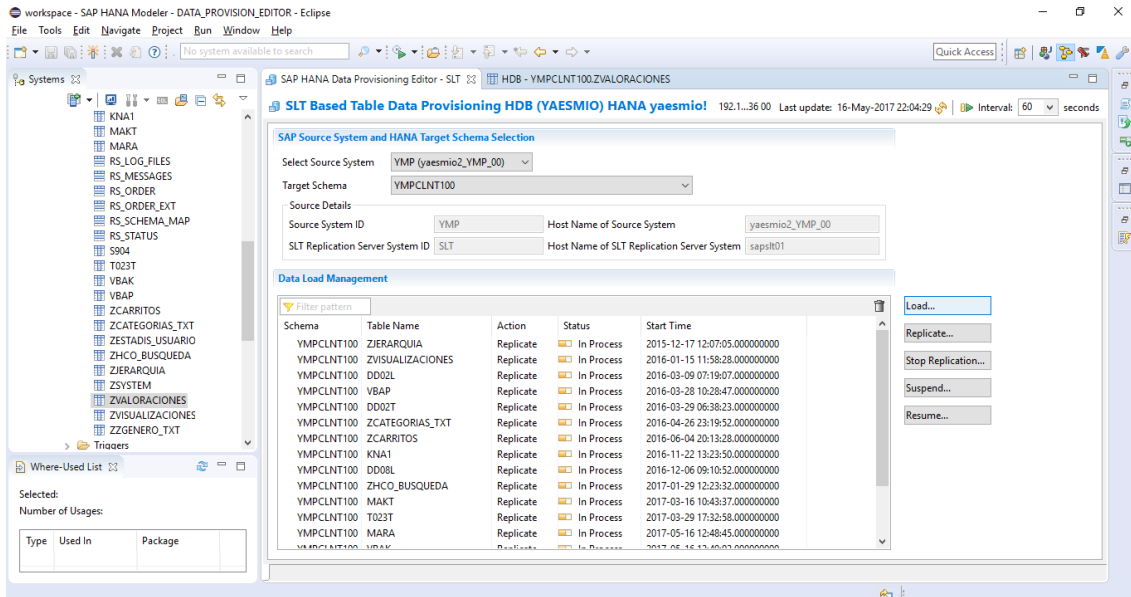 workspace - SAP HANA Modeler - DATA_PROVISION_EDITOR - Eclipse
File Tools Edit Navigate Project Run Window Help
No system available to search
Quick Access
Systems
SAP HANA Data Provisioning Editor - SLT
HDB - YMPCLNT100.ZVALORACIONES
KNA1
MAKT
MARA
RS_LOG_FILES
RS_MESSAGES
RS_ORDER
RS_ORDER_EXT
RS_SCHEMA_MAP
RS_STATUS
S904
T023T
VBAK
VBAP
ZCARRITOS
ZCATEGORIAS_TXT
ZESTADIS_USUARIO
ZHCO_BUSQUEDA
ZJERARQUIA
ZSYSTEM
ZVALORACIONES
ZVISUALIZACIONES
ZZGENERO_TXT
Triggers
Where-Used List
Selected:
Number of Usages:
Type Used In Package
SLT Based Table Data Provisioning HDB (YAESMIO) HANA yaesmio! 192.1...36 00 Last update: 16-May-2017 22:04:29 Interval: 60 seconds
SAP Source System and HANA Target Schema Selection
Select Source System YMP (yaesmio2_YMP_00)
Target Schema YMPCLNT100
Source Details
Source System ID YMP Host Name of Source System yaesmio2_YMP_00
SLT Replication Server System ID SLT Host Name of SLT Replication Server System sapslt01
Data Load Management
Filter pattern
Schema Table Name Action Status Start Time
YMPCLNT100 ZJERARQUIA Replicate In Process 2015-12-17 12:07:05.000000000
YMPCLNT100 ZVISUALIZACIONES Replicate In Process 2016-01-15 11:58:28.000000000
YMPCLNT100 DD02L Replicate In Process 2016-03-09 07:19:07.000000000
YMPCLNT100 VBAP Replicate In Process 2016-03-28 10:28:47.000000000
YMPCLNT100 DD02T Replicate In Process 2016-03-29 06:38:23.000000000
YMPCLNT100 ZCATEGORIAS_TXT Replicate In Process 2016-04-26 23:19:52.000000000
YMPCLNT100 ZCARRITOS Replicate In Process 2016-06-04 20:13:28.000000000
YMPCLNT100 KNA1 Replicate In Process 2016-11-22 13:23:50.000000000
YMPCLNT100 DD08L Replicate In Process 2016-12-06 09:10:52.000000000
YMPCLNT100 ZHCO_BUSQUEDA Replicate In Process 2017-01-29 12:23:32.000000000
YMPCLNT100 MAKT Replicate In Process 2017-03-16 10:43:37.000000000
YMPCLNT100 T023T Replicate In Process 2017-03-29 17:32:58.000000000
YMPCLNT100 MARA Replicate In Process 2017-05-16 12:48:45.000000000
YMPCLNT100 VBAK Replicate In Process
Load...
Replicate...
Stop Replication...
Suspend...
Resume...